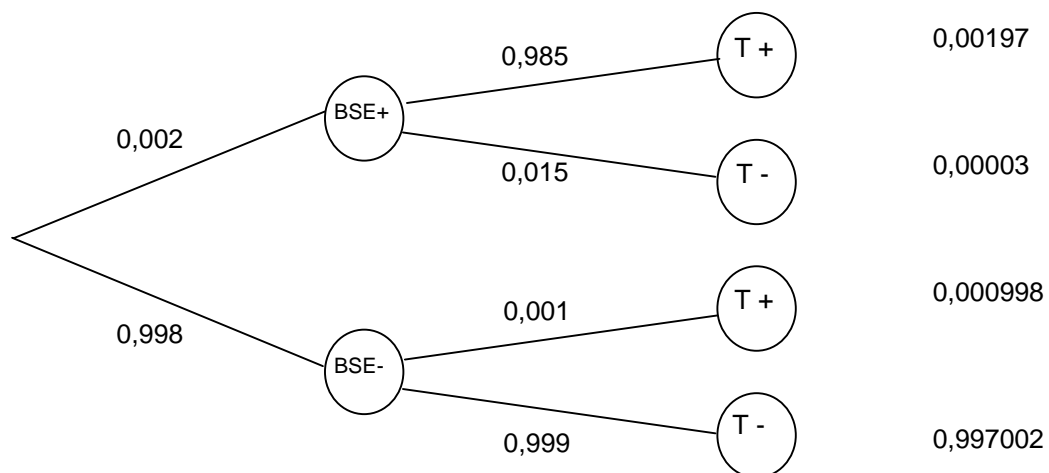 0,002
0,998
BSE+
BSE-
0,985
0,015
0,001
0,999
T +
T -
T +
T -
0,00197
0,00003
0,000998
0,997002